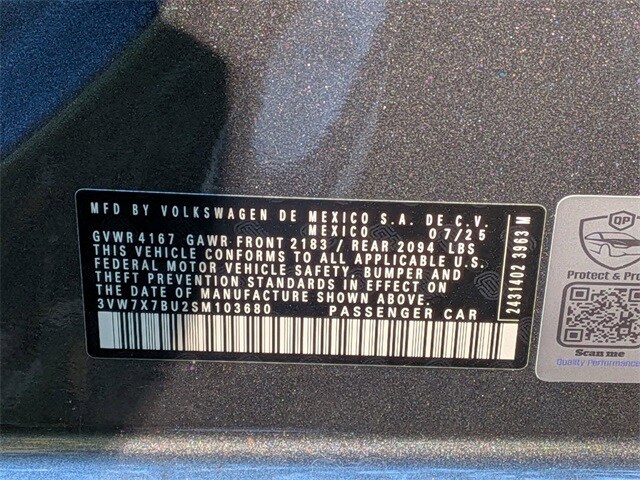 MFD BY VOLKSWAGEN DE MEXICO S.A. DE C.V.
MEXICO 07/25
GVWR 4167 GAWR-FRONT 2183 / REAR 2094 LBS
THIS VEHICLE CONFORMS TO ALL APPLICABLE U.S.
FEDERAL MOTOR VEHICLE SAFETY, BUMPER AND
THEFT PREVENTION STANDARDS IN EFFECT ON
THE DATE OF MANUFACTURE SHOWN ABOVE.
3VW7X7BU2SM103680 PASSENGER CAR
2431402 3963 M
QP
Protect & Pro
Scan me
Quality Performance